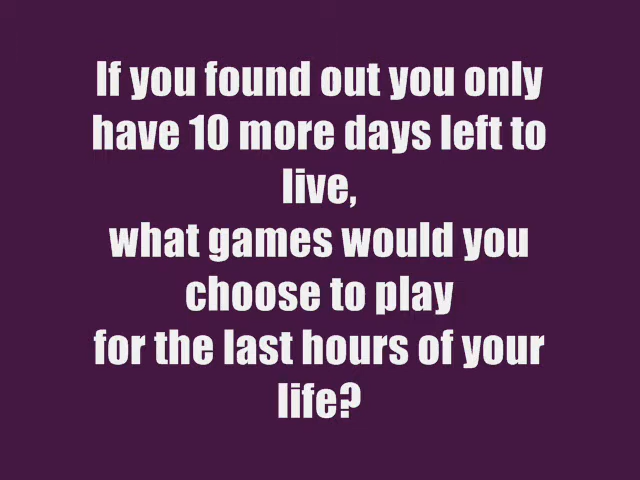 If you found out you only
have 10 more days left to
live,
what games would you
choose to play
for the last hours of your
life?